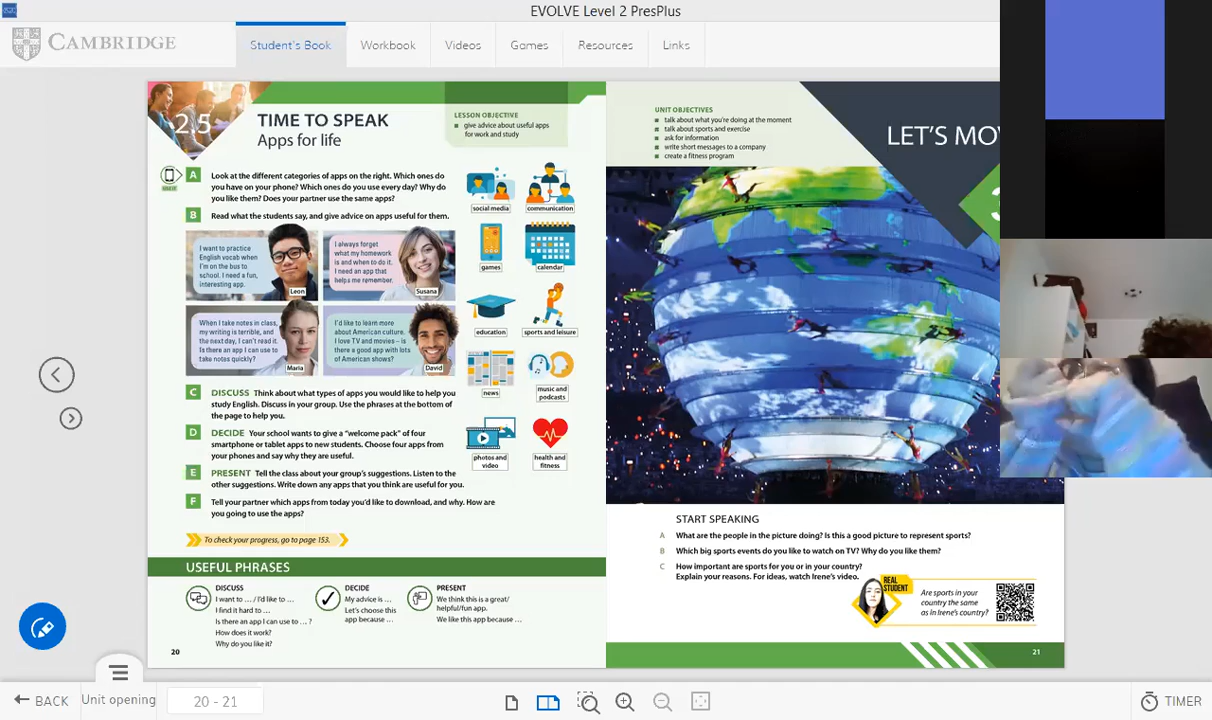 EVOLVE Level 2 PresPlus
CAMBRIDGE
Student's Book
Workbook
Videos
Games
Resources
Links
2.5
TIME TO SPEAK
Apps for life
LESSON OBJECTIVE
give advice about useful apps
for work and study
A
Look at the different categories of apps on the right. Which ones do
you have on your phone? Which ones do you use every day? Why do
you like them? Does your partner use the same apps?
B
Read what the students say, and give advice on apps useful for them.
I want to practice
English vocab when
I'm on the bus to
school. I need a fun,
interesting app.
Leon
I always forget
what my homework
is and when to do it.
I need an app that
helps me remember.
Susana
When I take notes in class,
my writing is terrible, and
the next day, I can't read it.
Is there an app I can use to
take notes quickly?
Maria
I'd like to learn more
about American culture.
I love TV and movies – is
there a good app with lots
of American shows?
David
social media
communication
games
calendar
education
sports and leisure
news
music and
podcasts
photos and
video
health and
fitness
C
DISCUSS Think about what types of apps you would like to help you
study English. Discuss in your group. Use the phrases at the bottom of
the page to help you.
D
DECIDE Your school wants to give a "welcome pack" of four
smartphone or tablet apps to new students. Choose four apps from
your phones and say why they are useful.
E
PRESENT Tell the class about your group's suggestions. Listen to the
other suggestions. Write down any apps that you think are useful for you.
F
Tell your partner which apps from today you'd like to download, and why. How are
you going to use the apps?
To check your progress, go to page 153.
USEFUL PHRASES
DISCUSS
I want to ... / I'd like to ...
I find it hard to ...
Is there an app I can use to ... ?
How does it work?
Why do you like it?
DECIDE
My advice is ...
Let's choose this
app because ...
PRESENT
We think this is a great/
helpful/fun app.
We like this app because ...
20
UNIT OBJECTIVES
talk about what you're doing at the moment
talk about sports and exercise
ask for information
write short messages to a company
create a fitness program
LET'S MO
START SPEAKING
A What are the people in the picture doing? Is this a good picture to represent sports?
B Which big sports events do you like to watch on TV? Why do you like them?
C How important are sports for you or in your country?
Explain your reasons. For ideas, watch Irene's video.
REAL
STUDENT
Are sports in your
country the same
as in Irene's country?
21
BACK
Unit opening
20 - 21
TIMER